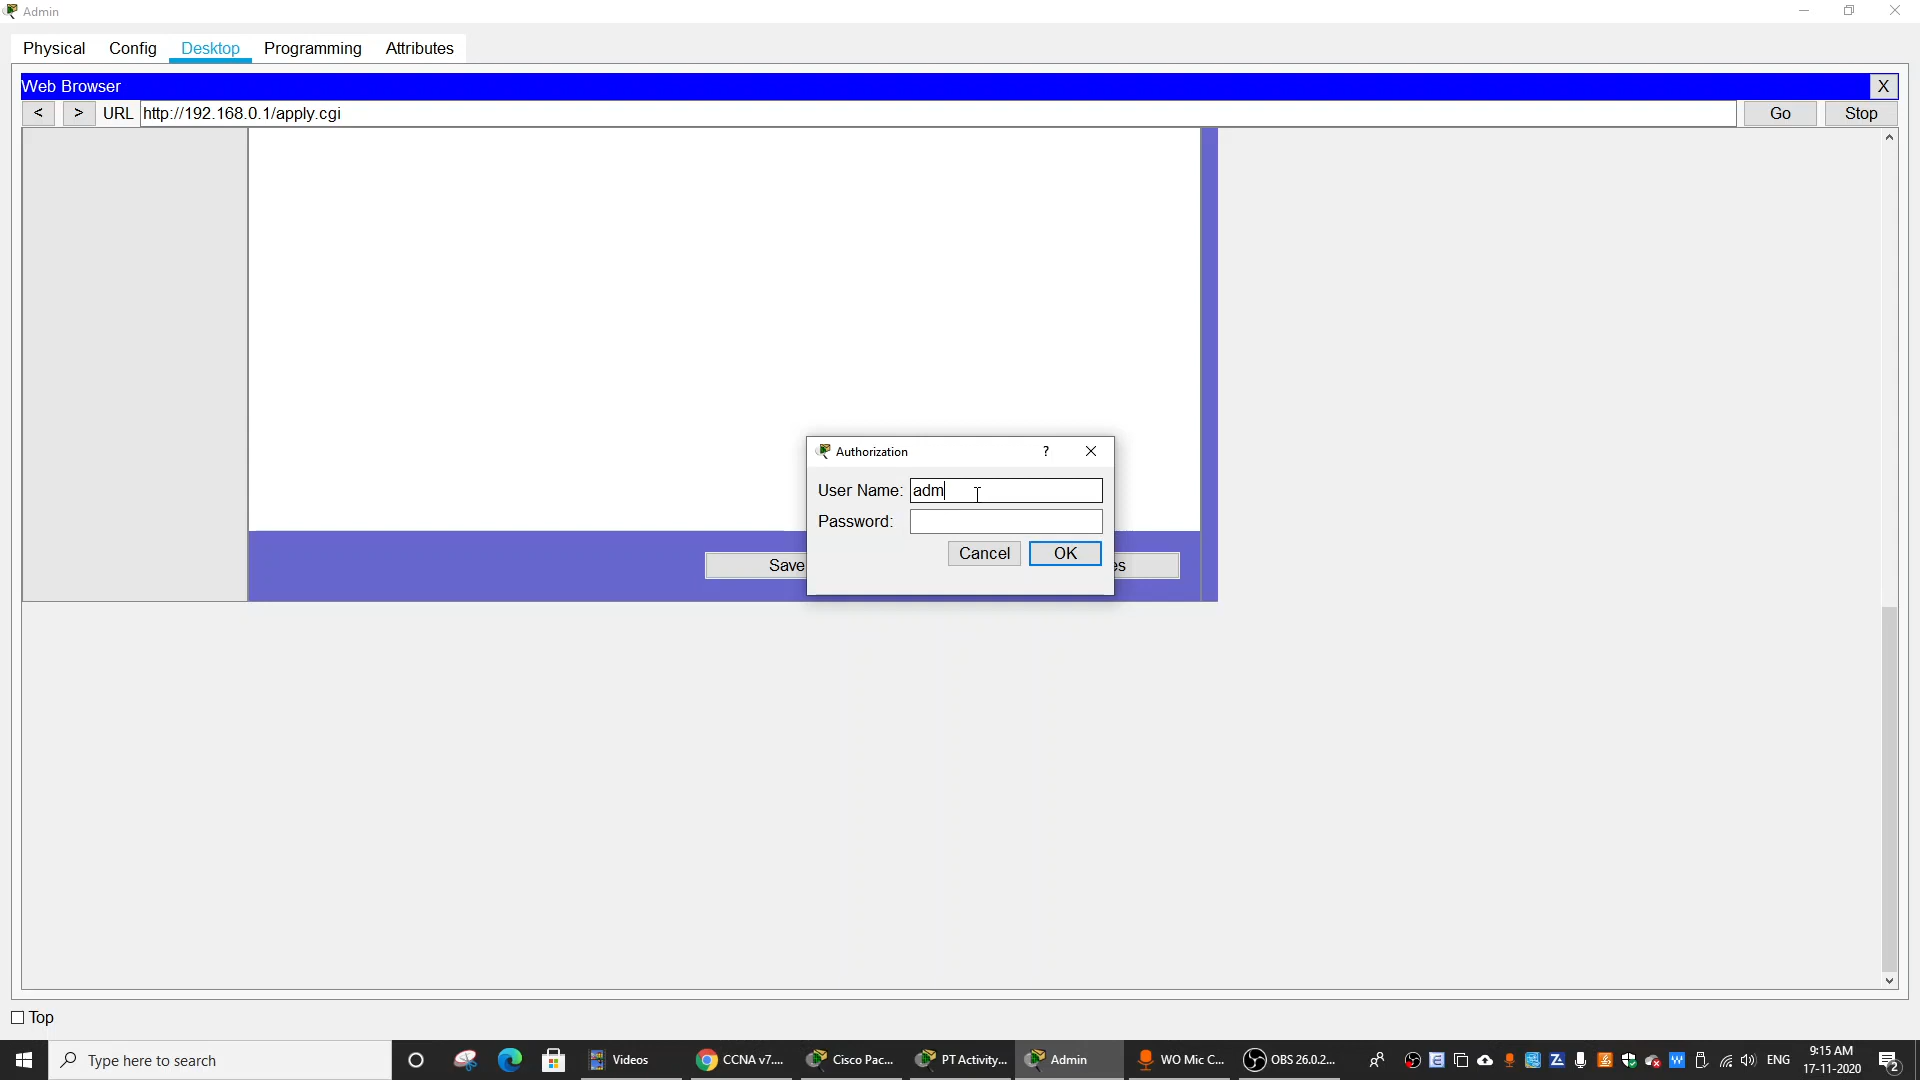 Admin
Physical Config Desktop Programming Attributes
Web Browser X
< > URL http://192.168.0.1/apply.cgi Go Stop
Authorization ?
User Name: adm
Password:
Cancel OK
Save es
Top
Type here to search Videos CCNA v7.... Cisco Pac... PT Activity... Admin WO Mic C... OBS 26.0.2... ENG 9:15 AM
17-11-2020 2